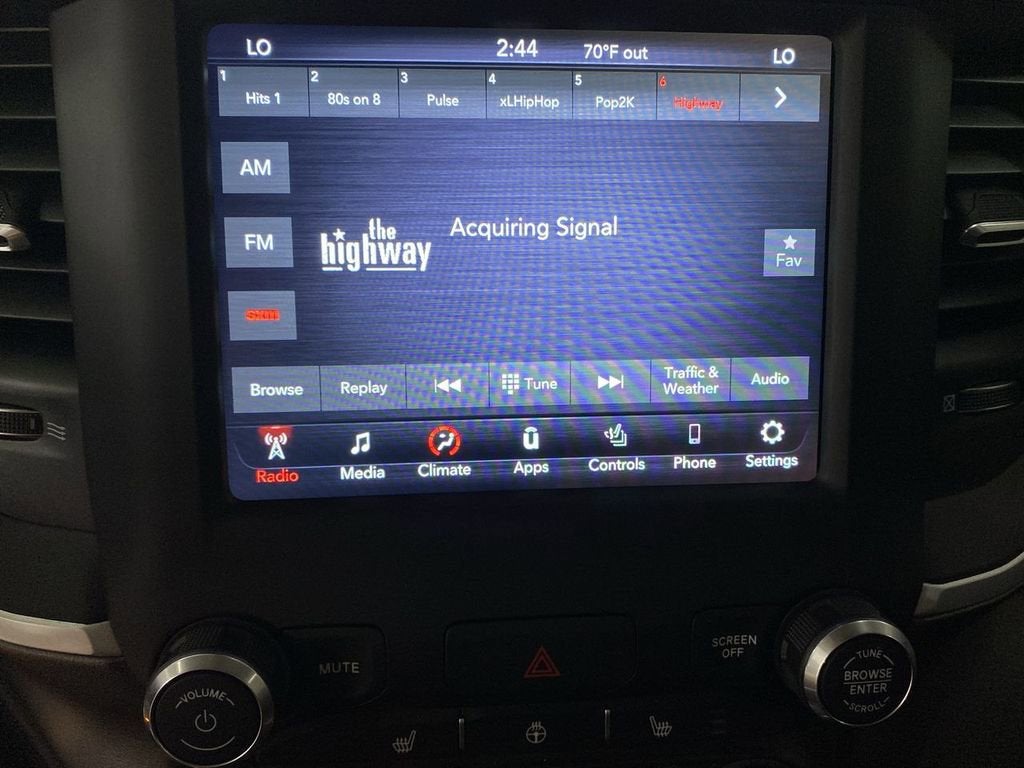 LO 2:44 70°F out LO
1 Hits 1
2 80s on 8
3 Pulse
4 xLHipHop
5 Pop2K
6 Highway
AM
FM
sxm
the
highway
Acquiring Signal
Fav
Browse
Replay
Tune
Traffic &
Weather
Audio
Radio
Media
Climate
Apps
Controls
Phone
Settings
VOLUME
MUTE
SCREEN
OFF
TUNE
BROWSE
ENTER
SCROLL